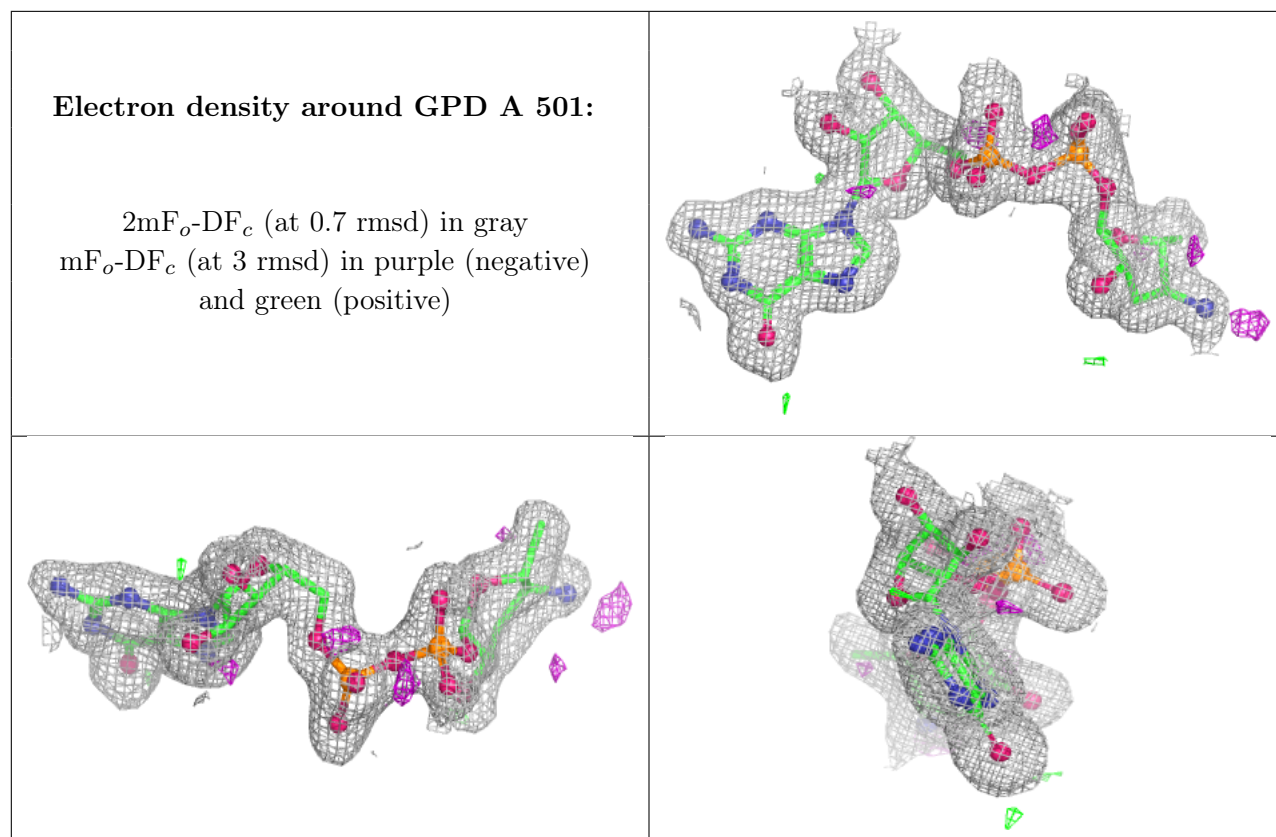 Electron density around GPD A 501:
2mFo-DFc (at 0.7 rmsd) in gray
mFo-DFc (at 3 rmsd) in purple (negative)
and green (positive)